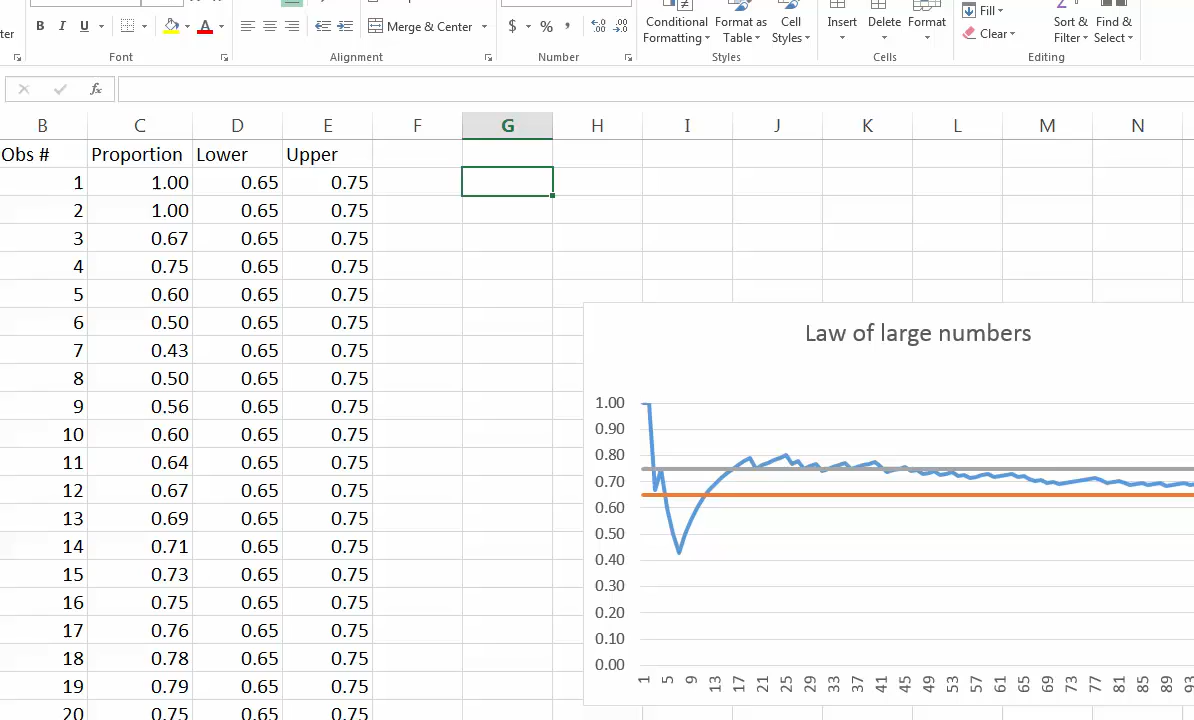 Conditional Format as Cell Insert Delete Format Fill Sort & Find &
ter B I U A Merge & Center $ % , Formatting Table Styles Clear Filter Select
Font Alignment Number Styles Cells Editing
fx
B C D E F G H I J K L M N
Obs # Proportion Lower Upper
1 1.00 0.65 0.75
2 1.00 0.65 0.75
3 0.67 0.65 0.75
4 0.75 0.65 0.75
5 0.60 0.65 0.75
6 0.50 0.65 0.75
7 0.43 0.65 0.75
8 0.50 0.65 0.75
9 0.56 0.65 0.75
10 0.60 0.65 0.75
11 0.64 0.65 0.75
12 0.67 0.65 0.75
13 0.69 0.65 0.75
14 0.71 0.65 0.75
15 0.73 0.65 0.75
16 0.75 0.65 0.75
17 0.76 0.65 0.75
18 0.78 0.65 0.75
19 0.79 0.65 0.75
20 0.75 0.65 0.75
Law of large numbers
1.00
0.90
0.80
0.70
0.60
0.50
0.40
0.30
0.20
0.10
0.00
1 5 9 13 17 21 25 29 33 37 41 45 49 53 57 61 65 69 73 77 81 85 89 93